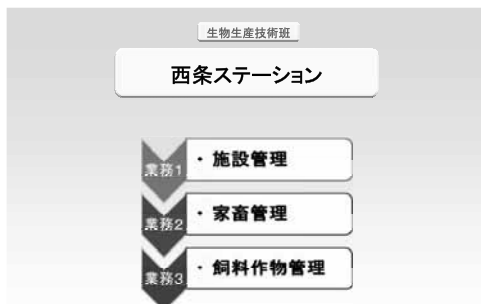 生物生産技術班
西条ステーション
業務1
・施設管理
業務2
・家畜管理
業務3
・飼料作物管理